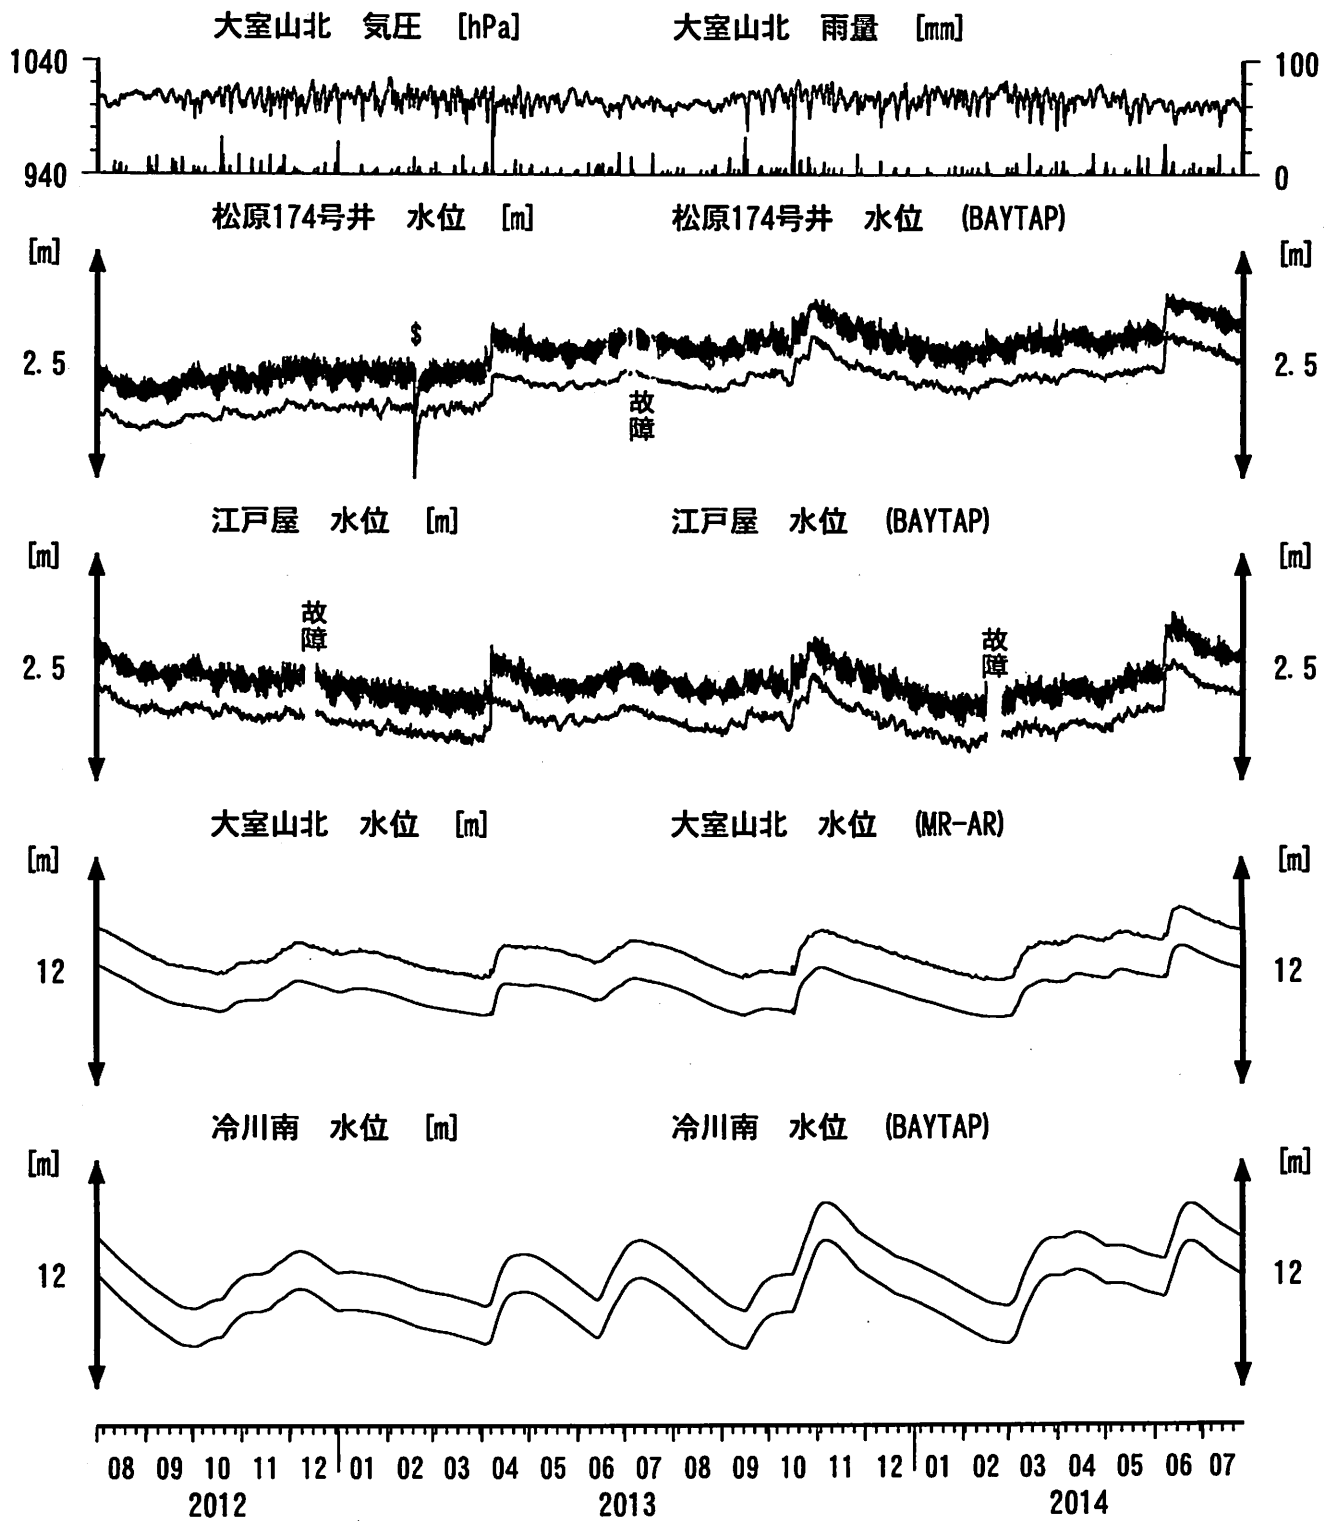 大室山北 気圧 [hPa] 大室山北 雨量 [mm]
1040 100
940 0
松原174号井 水位 [m] 松原174号井 水位 (BAYTAP)
[m] [m]
$
2.5 2.5
故障
江戸屋 水位 [m] 江戸屋 水位 (BAYTAP)
[m] [m]
故障 故障
2.5 2.5
大室山北 水位 [m] 大室山北 水位 (MR-AR)
[m] [m]
12 12
冷川南 水位 [m] 冷川南 水位 (BAYTAP)
[m] [m]
12 12
08 09 10 11 12 01 02 03 04 05 06 07 08 09 10 11 12 01 02 03 04 05 06 07
2012 2013 2014